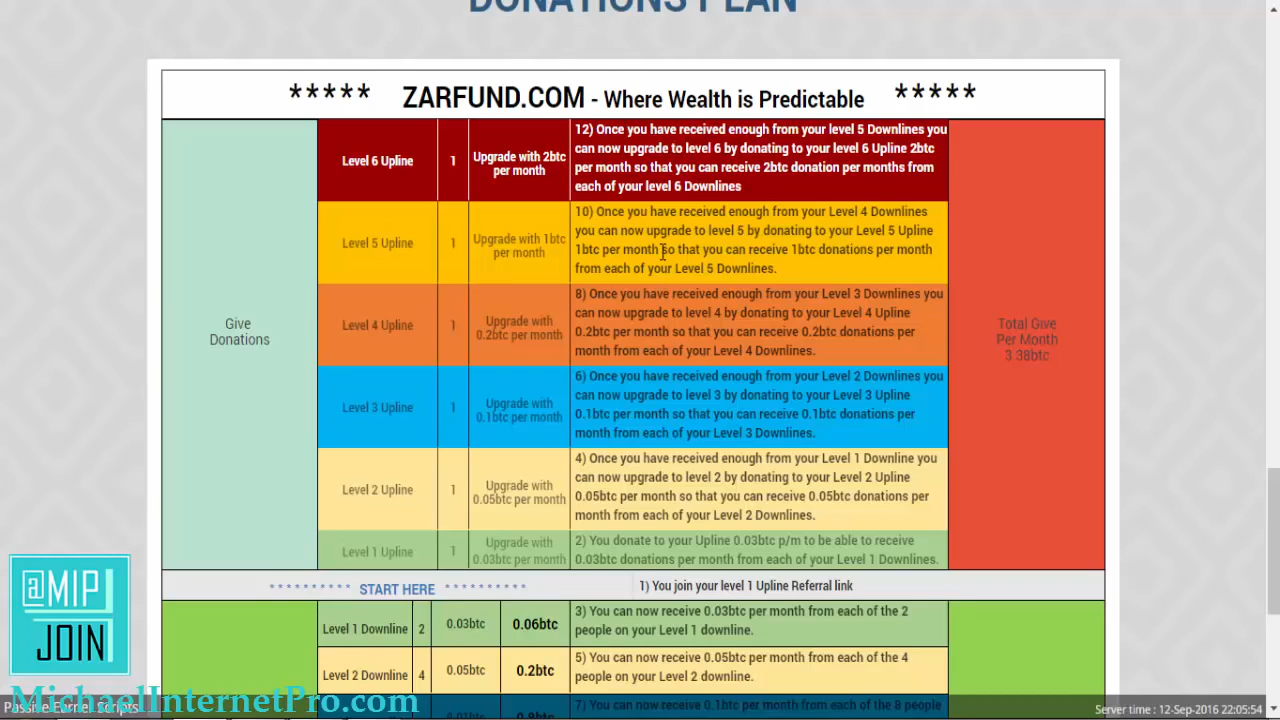 DONATIONS PLAN
***** ZARFUND.COM - Where Wealth is Predictable *****
Give
Donations
Level 6 Upline
1
Upgrade with 2btc
per month
12) Once you have received enough from your level 5 Downlines you
can now upgrade to level 6 by donating to your level 6 Upline 2btc
per month so that you can receive 2btc donation per months from
each of your level 6 Downlines
Level 5 Upline
1
Upgrade with 1btc
per month
10) Once you have received enough from your Level 4 Downlines
you can now upgrade to level 5 by donating to your Level 5 Upline
1btc per month so that you can receive 1btc donations per month
from each of your Level 5 Downlines.
Level 4 Upline
1
Upgrade with
0.2btc per month
8) Once you have received enough from your Level 3 Downlines you
can now upgrade to level 4 by donating to your Level 4 Upline
0.2btc per month so that you can receive 0.2btc donations per
month from each of your Level 4 Downlines.
Level 3 Upline
1
Upgrade with
0.1btc per month
6) Once you have received enough from your Level 2 Downlines you
can now upgrade to level 3 by donating to your Level 3 Upline
0.1btc per month so that you can receive 0.1btc donations per
month from each of your Level 3 Downlines.
Level 2 Upline
1
Upgrade with
0.05btc per month
4) Once you have received enough from your Level 1 Downline you
can now upgrade to level 2 by donating to your Level 2 Upline
0.05btc per month so that you can receive 0.05btc donations per
month from each of your Level 2 Downlines.
Level 1 Upline
1
Upgrade with
0.03btc per month
2) You donate to your Upline 0.03btc p/m to be able to receive
0.03btc donations per month from each of your Level 1 Downlines.
Total Give
Per Month
3.38btc
********** START HERE **********
1) You join your level 1 Upline Referral link
Level 1 Downline
2
0.03btc
0.06btc
3) You can now receive 0.03btc per month from each of the 2
people on your Level 1 downline.
Level 2 Downline
4
0.05btc
0.2btc
5) You can now receive 0.05btc per month from each of the 4
people on your Level 2 downline.
7) You can now receive 0.1btc per month from each of the 8 people
@MIP
JOIN
MichaelInternetPro.com
Passive Earner Scripts
Server time : 12-Sep-2016 22:05:54